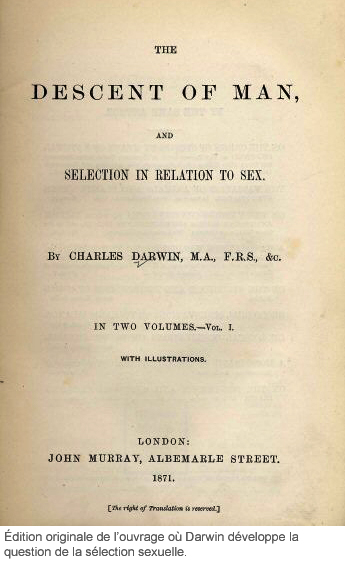 THE
DESCENT OF MAN,
AND
SELECTION IN RELATION TO SEX.
BY CHARLES DARWIN, M.A., F.R.S., &c.
IN TWO VOLUMES.—VOL. I.
WITH ILLUSTRATIONS.
LONDON:
JOHN MURRAY, ALBEMARLE STREET.
1871.
[The right of Translation is reserved.]
Édition originale de l'ouvrage où Darwin développe la
question de la sélection sexuelle.